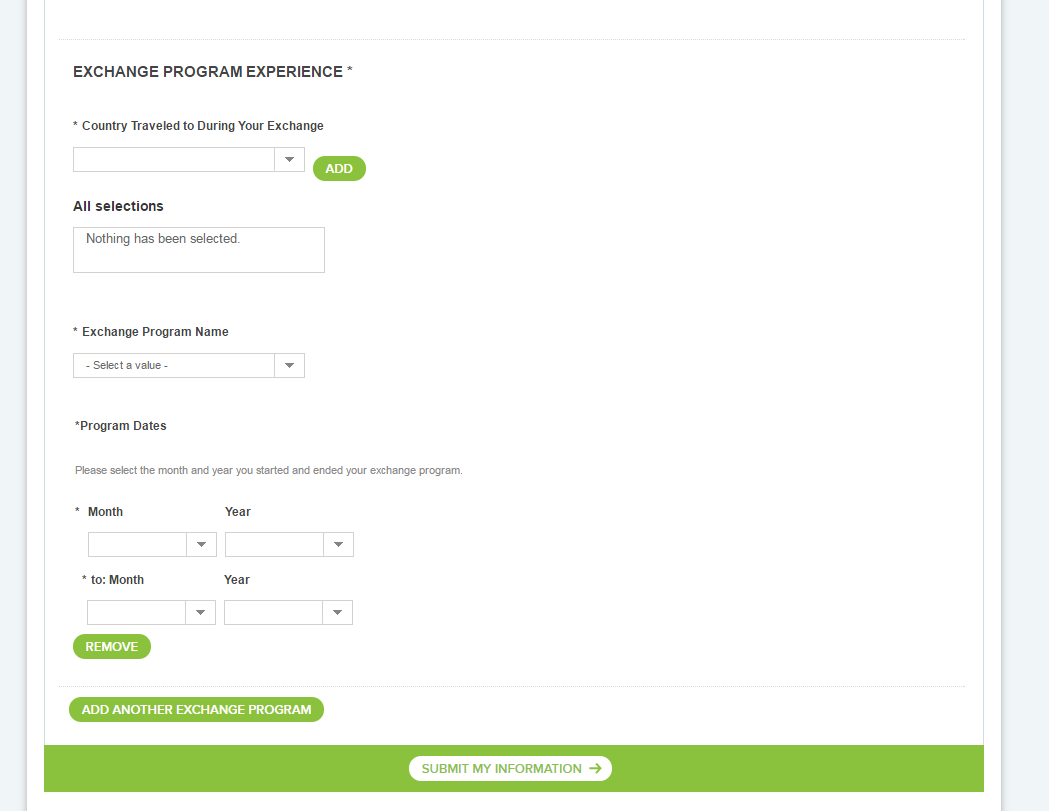 EXCHANGE PROGRAM EXPERIENCE *
* Country Traveled to During Your Exchange
ADD
All selections
Nothing has been selected.
* Exchange Program Name
- Select a value -
*Program Dates
Please select the month and year you started and ended your exchange program.
* Month Year
* to: Month Year
REMOVE
ADD ANOTHER EXCHANGE PROGRAM
SUBMIT MY INFORMATION →